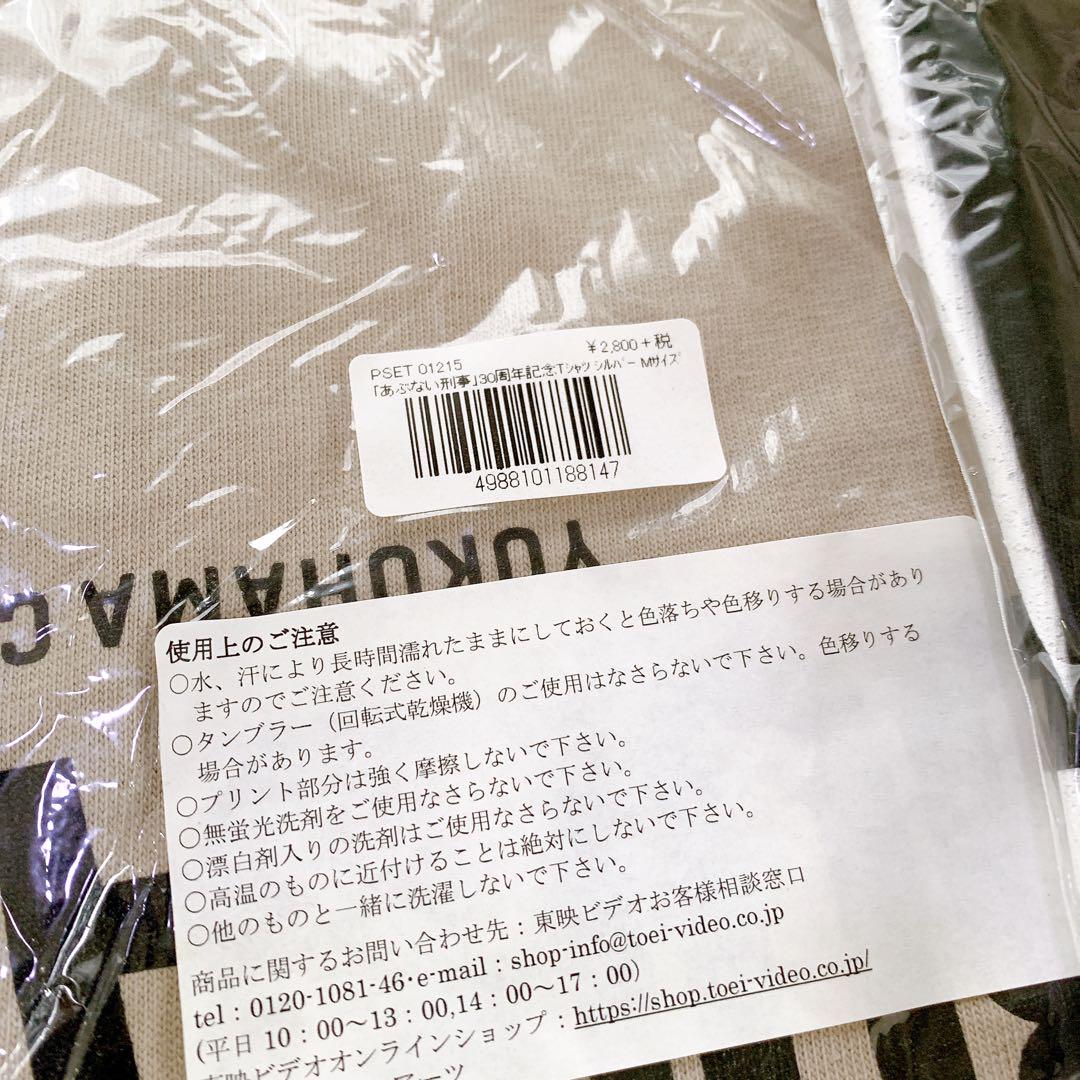 ¥2,800+税
PSET 01215
「あぶない刑事」30周年記念Tシャツ シルバー Mサイズ
4988101188147
YUKUHAMA C
使用上のご注意
○水、汗により長時間濡れたままにしておくと色落ちや色移りする場合があり
ますのでご注意ください。
○タンブラー（回転式乾燥機）のご使用はなさらないで下さい。色移りする
場合があります。
○プリント部分は強く摩擦しないで下さい。
○無蛍光洗剤をご使用なさらないで下さい。
○漂白剤入りの洗剤はご使用なさらないで下さい。
○高温のものに近付けることは絶対にしないで下さい。
○他のものと一緒に洗濯しないで下さい。
商品に関するお問い合わせ先：東映ビデオお客様相談窓口
tel：0120-1081-46・e-mail：shop-info@toei-video.co.jp
(平日 10：00～13：00,14：00～17：00)
東映ビデオオンラインショップ：https://shop.toei-video.co.jp/